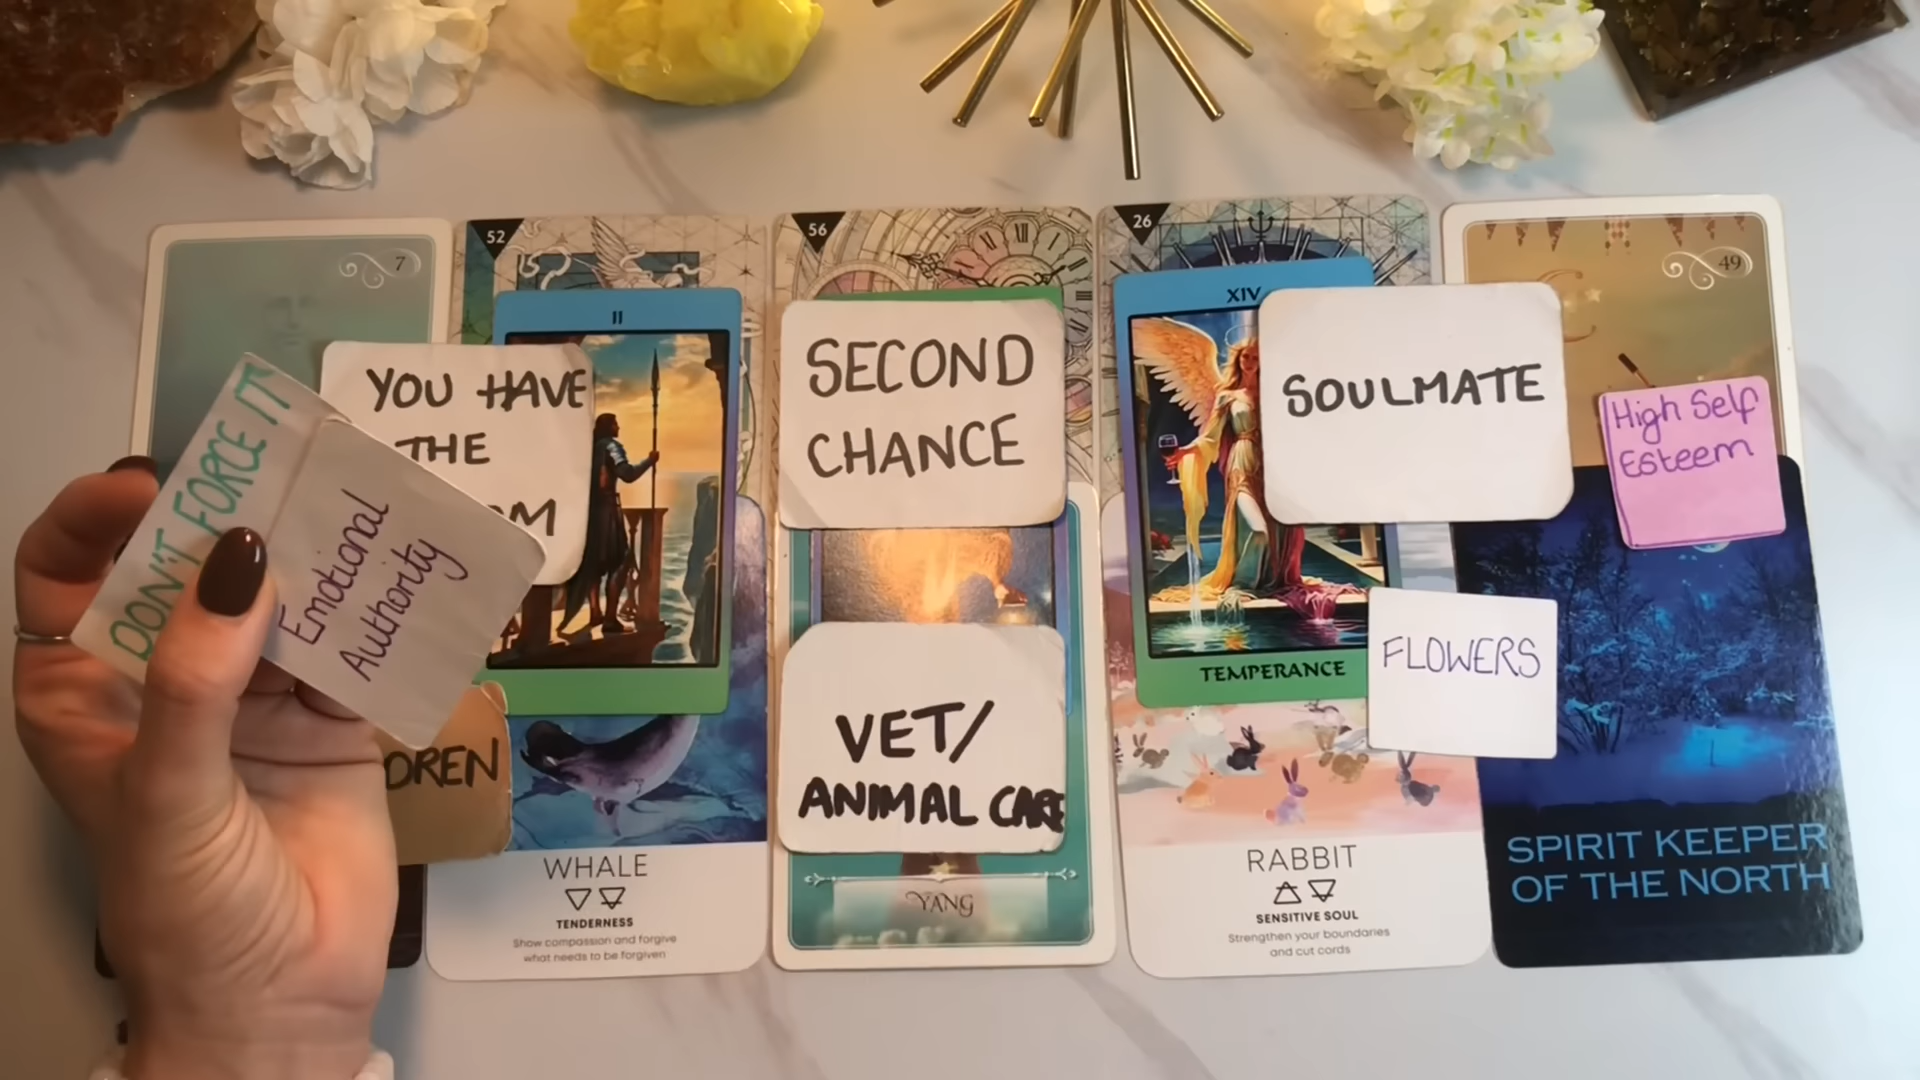 7
52
56
26
49
II
XIV
YOU HAVE
THE
SECOND
CHANCE
SOULMATE
High Self
Esteem
DON'T FORCE IT
Emotional
Authority
TEMPERANCE
FLOWERS
VET/
ANIMAL CARE
WHALE
TENDERNESS
Show compassion and forgive
what needs to be forgiven
YANG
RABBIT
SENSITIVE SOUL
Strengthen your boundaries
and cut cords
SPIRIT KEEPER
OF THE NORTH